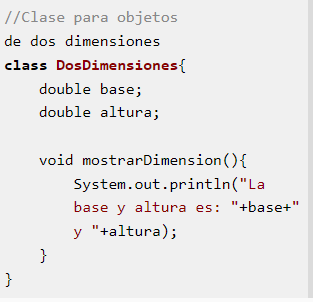 //Clase para objetos
de dos dimensiones
class DosDimensiones{
    double base;
    double altura;

    void mostrarDimension(){
        System.out.println("La
        base y altura es: "+base+"
        y "+altura);
    }
}